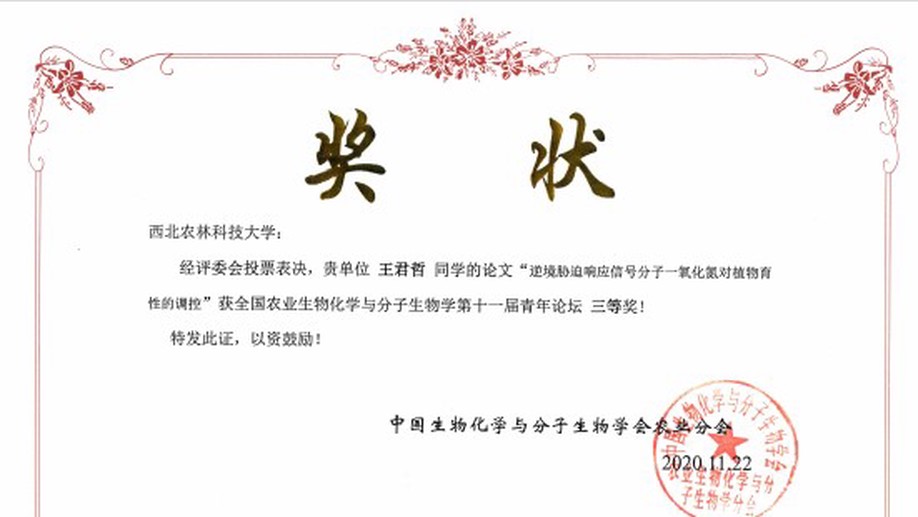 奖 状
西北农林科技大学：
经评委会投票表决，贵单位 王君哲 同学的论文“逆境胁迫响应信号分子一氧化氮对植物育
性的调控”获全国农业生物化学与分子生物学第十一届青年论坛 三等奖！
特发此证，以资鼓励！
中国生物化学与分子生物学会农业分会
2020.11.22
中国生物化学与分子生物学会
农业生物化学与分
子生物学分会